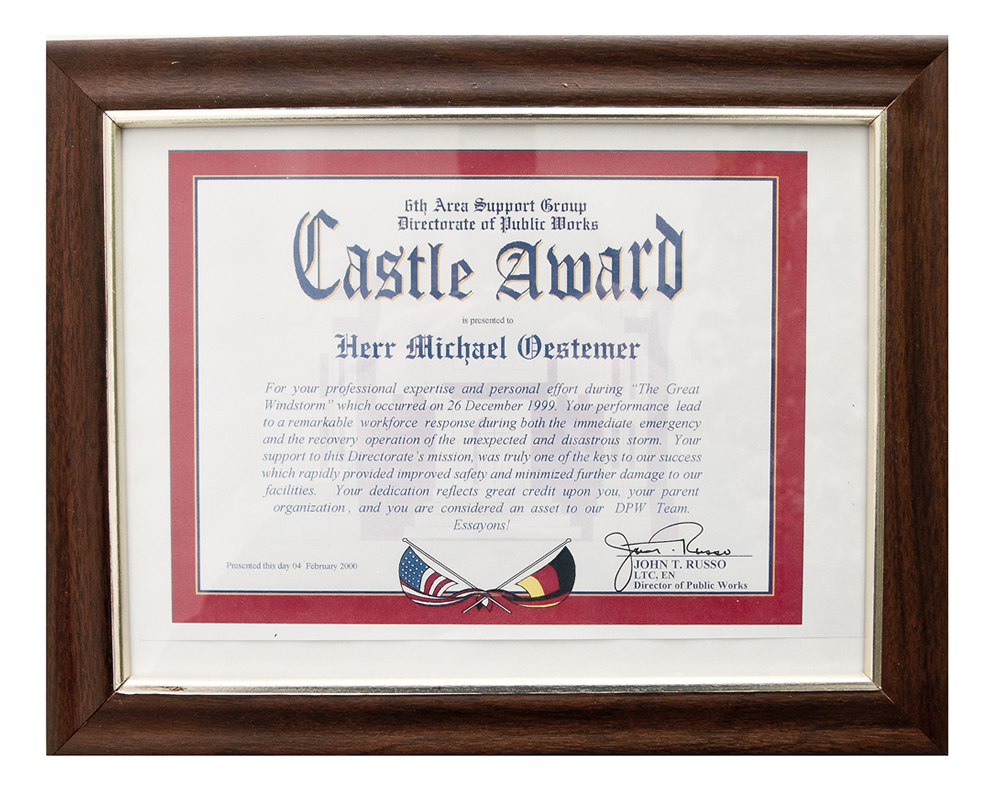 6th Area Support Group
Directorate of Public Works
Castle Award
is presented to
Herr Michael Oestemer
For your professional expertise and personal effort during “The Great
Windstorm” which occurred on 26 December 1999. Your performance lead
to a remarkable workforce response during both the immediate emergency
and the recovery operation of the unexpected and disastrous storm. Your
support to this Directorate’s mission, was truly one of the keys to our success
which rapidly provided improved safety and minimized further damage to our
facilities. Your dedication reflects great credit upon you, your parent
organization, and you are considered an asset to our DPW Team.
Essayons!
Presented this day 04 February 2000
John T. Russo
JOHN T. RUSSO
LTC, EN
Director of Public Works